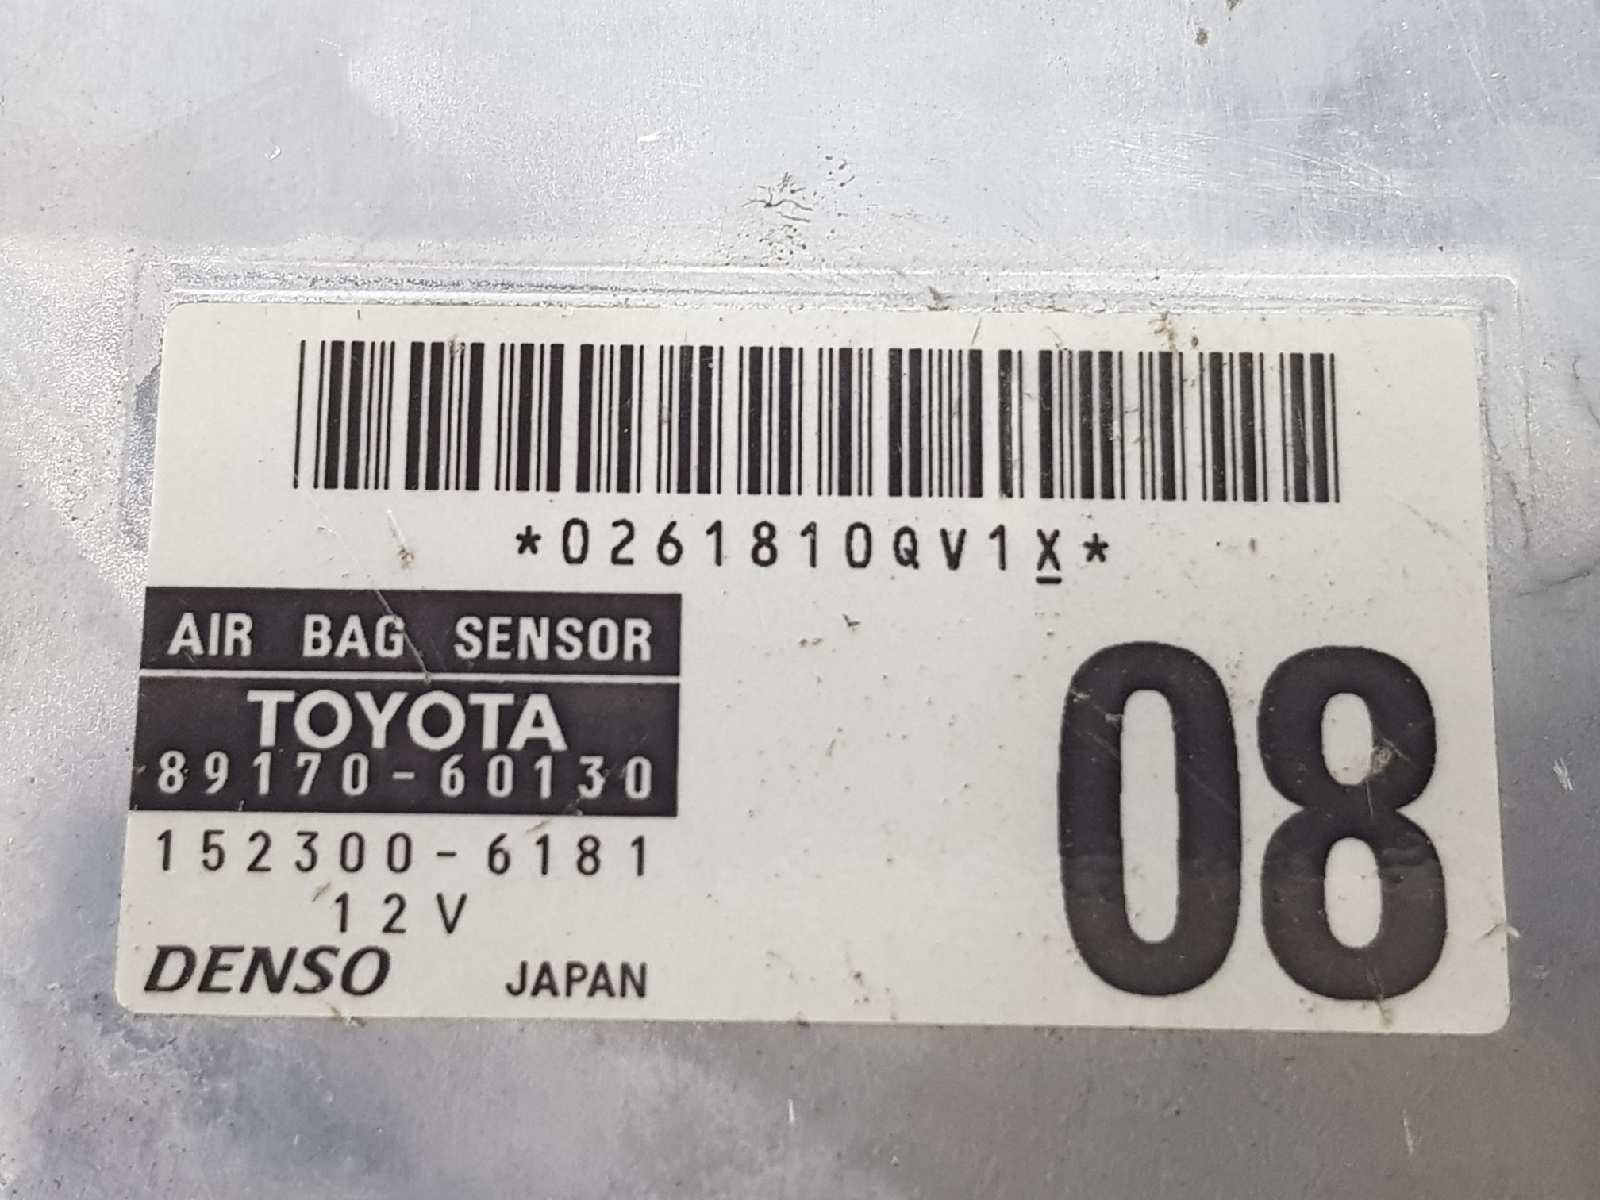 *0261810QV1X*
AIR BAG SENSOR
TOYOTA
89170-60130
152300-6181
12V
DENSO JAPAN
08